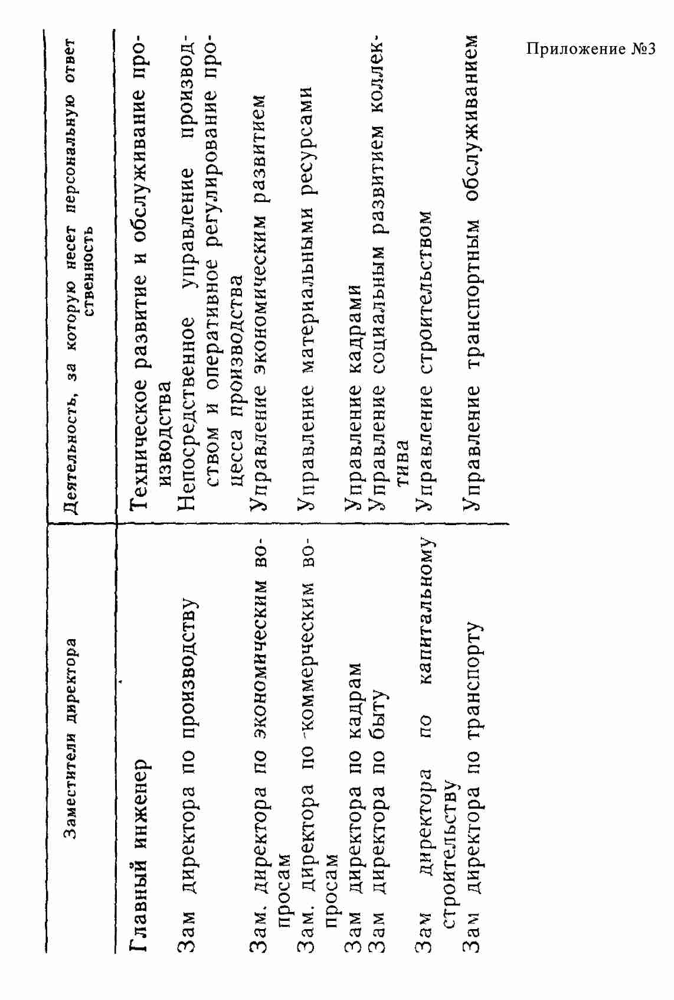 Приложение №3
Заместители директора
Деятельность, за которую несет персональную ответ
ственность
Главный инженер
Техническое развитие и обслуживание про-
изводства
Зам директора по производству
Непосредственное управление производ-
ством и оперативное регулирование про-
цесса производства
Зам. директора по экономическим во-
просам
Управление экономическим развитием
Зам. директора по коммерческим во-
просам
Управление материальными ресурсами
Зам директора по кадрам
Управление кадрами
Зам директора по быту
Управление социальным развитием коллек-
тива
Зам директора по капитальному
строительству
Управление строительством
Зам директора по транспорту
Управление транспортным обслуживанием